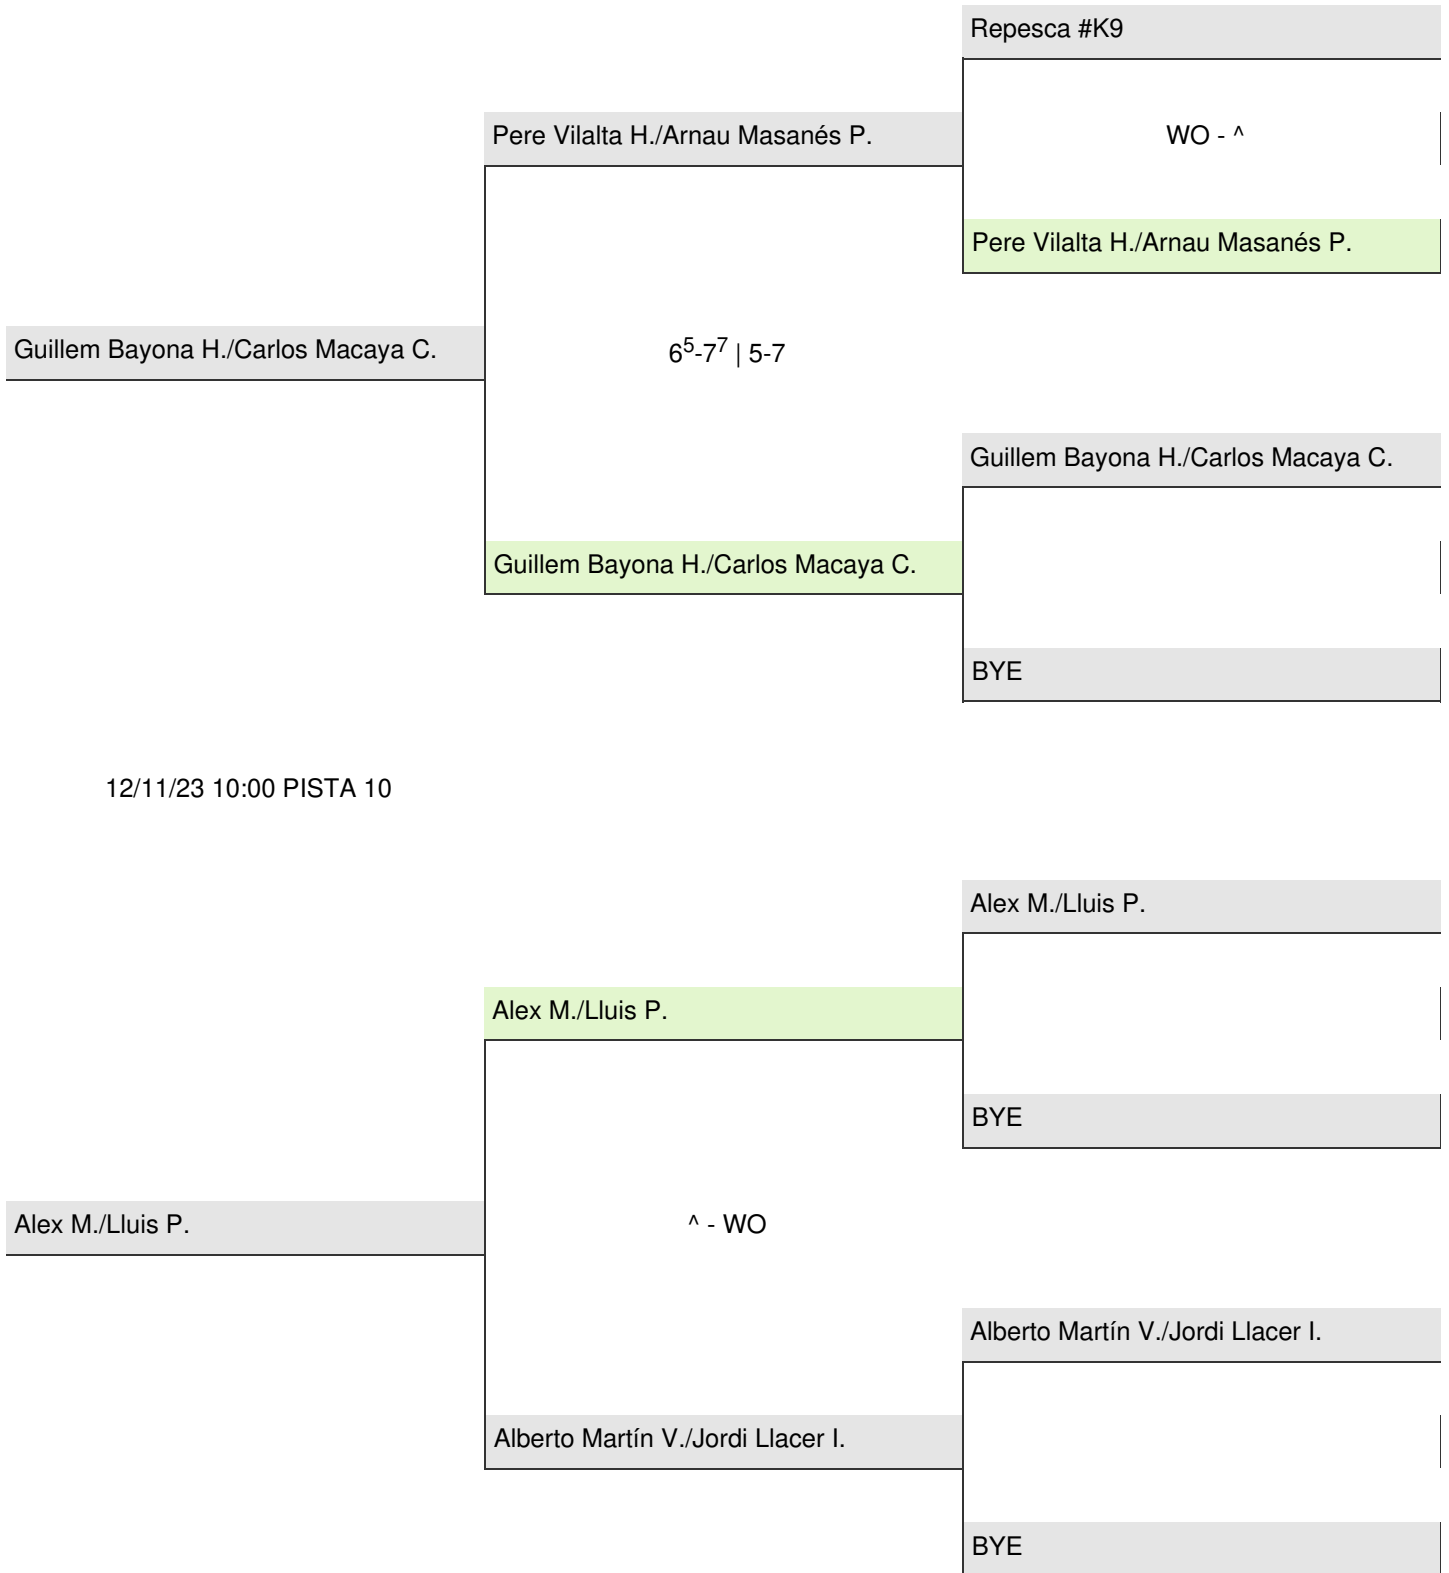 Repesca #K9
Pere Vilalta H./Arnau Masanés P.
WO - ^
Pere Vilalta H./Arnau Masanés P.
Guillem Bayona H./Carlos Macaya C.
6⁵-7⁷ | 5-7
Guillem Bayona H./Carlos Macaya C.
Guillem Bayona H./Carlos Macaya C.
BYE
12/11/23 10:00 PISTA 10
Alex M./Lluis P.
Alex M./Lluis P.
BYE
Alex M./Lluis P.
^ - WO
Alberto Martín V./Jordi Llacer I.
Alberto Martín V./Jordi Llacer I.
BYE